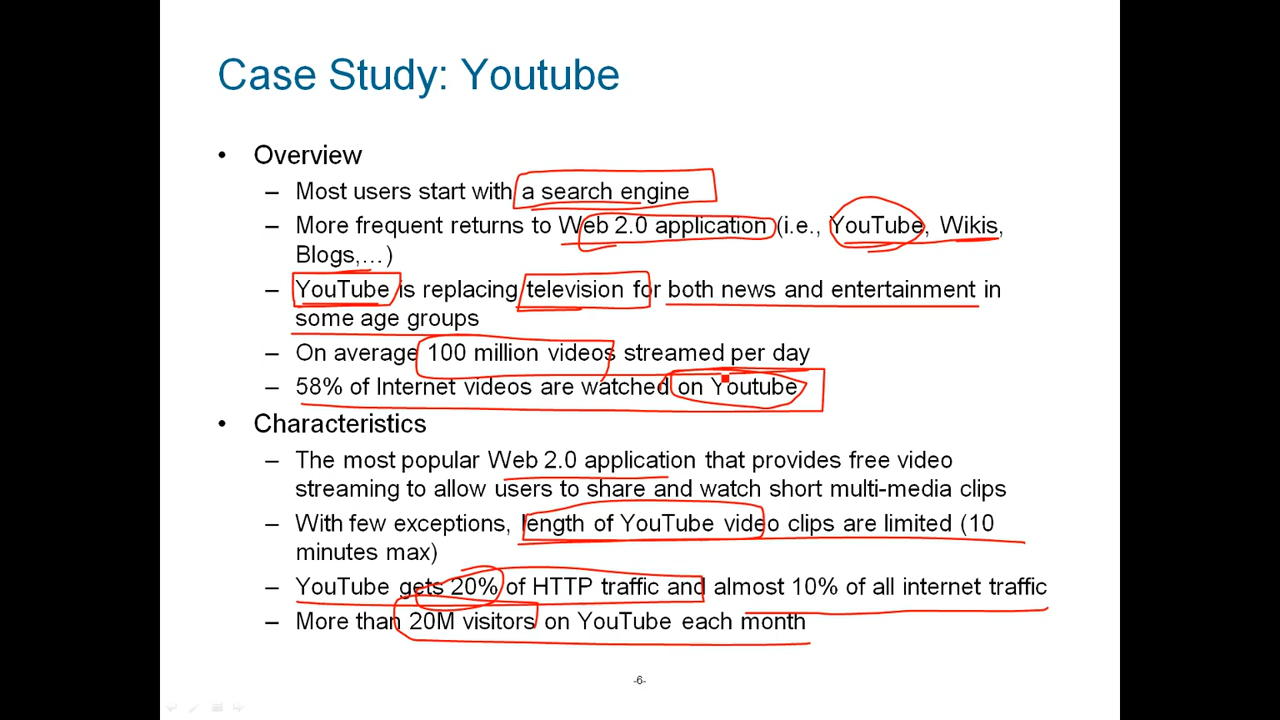 Case Study: Youtube
• Overview
– Most users start with a search engine
– More frequent returns to Web 2.0 application (i.e., YouTube, Wikis,
Blogs,…)
– YouTube is replacing television for both news and entertainment in
some age groups
– On average 100 million videos streamed per day
– 58% of Internet videos are watched on Youtube
• Characteristics
– The most popular Web 2.0 application that provides free video
streaming to allow users to share and watch short multi-media clips
– With few exceptions, length of YouTube video clips are limited (10
minutes max)
– YouTube gets 20% of HTTP traffic and almost 10% of all internet traffic
– More than 20M visitors on YouTube each month
-6-